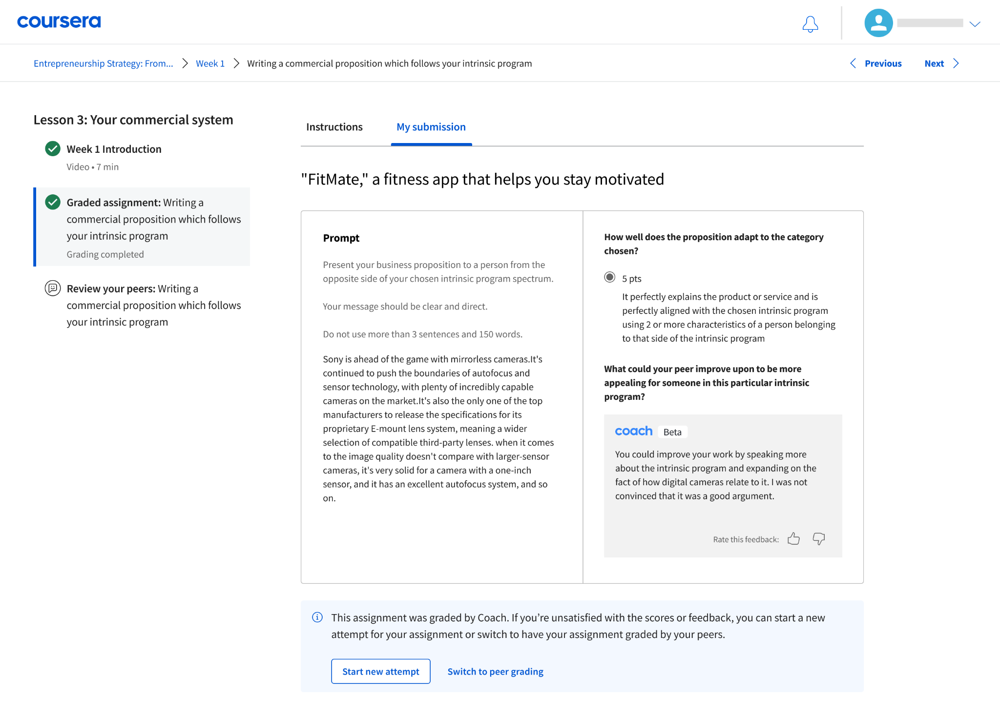 coursera
Entrepreneurship Strategy: From...
Week 1
Writing a commercial proposition which follows your intrinsic program
Previous
Next
Lesson 3: Your commercial system
Week 1 Introduction
Video • 7 min
Graded assignment: Writing a
commercial proposition which follows
your intrinsic program
Grading completed
Review your peers: Writing a
commercial proposition which follows
your intrinsic program
Instructions
My submission
"FitMate," a fitness app that helps you stay motivated
Prompt
Present your business proposition to a person from the
opposite side of your chosen intrinsic program spectrum.
Your message should be clear and direct.
Do not use more than 3 sentences and 150 words.
Sony is ahead of the game with mirrorless cameras.It's
continued to push the boundaries of autofocus and
sensor technology, with plenty of incredibly capable
cameras on the market.It's also the only one of the top
manufacturers to release the specifications for its
proprietary E-mount lens system, meaning a wider
selection of compatible third-party lenses. when it comes
to the image quality doesn't compare with larger-sensor
cameras, it's very solid for a camera with a one-inch
sensor, and it has an excellent autofocus system, and so
on.
How well does the proposition adapt to the category
chosen?
5 pts
It perfectly explains the product or service and is
perfectly aligned with the chosen intrinsic program
using 2 or more characteristics of a person belonging
to that side of the intrinsic program
What could your peer improve upon to be more
appealing for someone in this particular intrinsic
program?
coach Beta
You could improve your work by speaking more
about the intrinsic program and expanding on the
fact of how digital cameras relate to it. I was not
convinced that it was a good argument.
Rate this feedback:
This assignment was graded by Coach. If you’re unsatisfied with the scores or feedback, you can start a new
attempt for your assignment or switch to have your assignment graded by your peers.
Start new attempt
Switch to peer grading